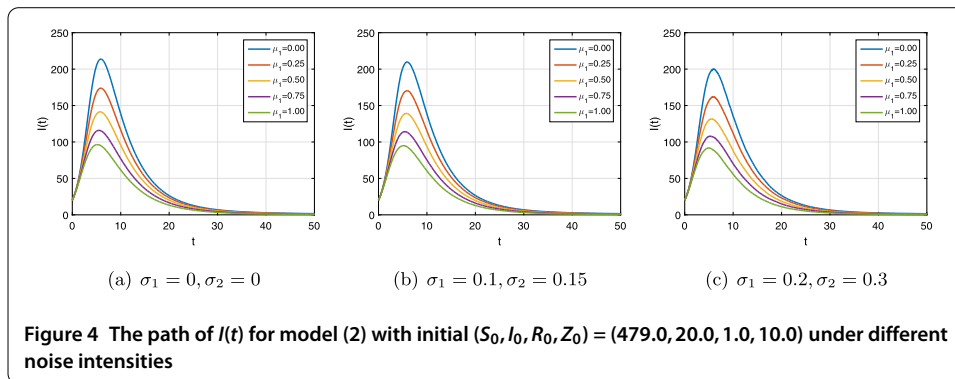 250
200
150
100
50
0
I(t)
0 10 20 30 40 50
t
μ₁=0.00
μ₁=0.25
μ₁=0.50
μ₁=0.75
μ₁=1.00
(a) σ₁ = 0, σ₂ = 0
250
200
150
100
50
0
I(t)
0 10 20 30 40 50
t
μ₁=0.00
μ₁=0.25
μ₁=0.50
μ₁=0.75
μ₁=1.00
(b) σ₁ = 0.1, σ₂ = 0.15
250
200
150
100
50
0
I(t)
0 10 20 30 40 50
t
μ₁=0.00
μ₁=0.25
μ₁=0.50
μ₁=0.75
μ₁=1.00
(c) σ₁ = 0.2, σ₂ = 0.3
Figure 4 The path of I(t) for model (2) with initial (S₀, I₀, R₀, Z₀) = (479.0, 20.0, 1.0, 10.0) under different
noise intensities